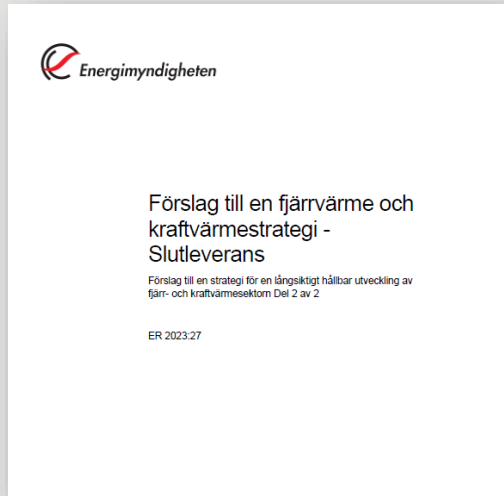 Energimyndigheten
Förslag till en fjärrvärme och
kraftvärmestrategi -
Slutleverans
Förslag till en strategi för en långsiktigt hållbar utveckling av
fjärr- och kraftvärmesektorn Del 2 av 2
ER 2023:27